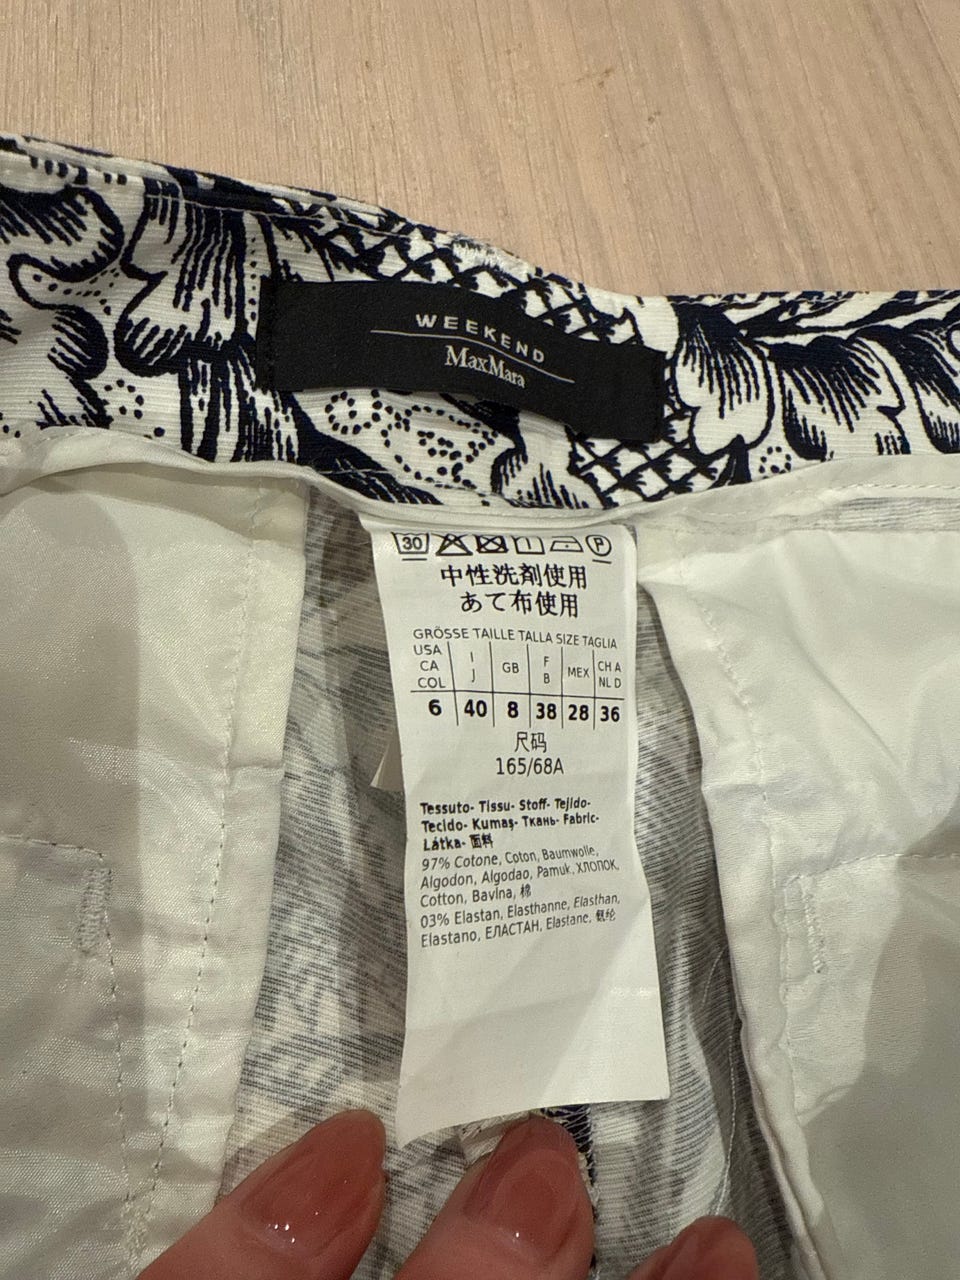 WEEKEND
MaxMara
30 P
中性洗剤使用
あて布使用
GRÖSSE TAILLE TALLA SIZE TAGLIA
USA CA COL | I J | GB | F B | MEX | CH A NL D
6 | 40 | 8 | 38 | 28 | 36
尺码
165/68A
Tessuto- Tissu- Stoff- Tejido-
Tecido- Kumaş- Ткань- Fabric-
Látka- 面料
97% Cotone, Coton, Baumwolle,
Algodon, Algodao, Pamuk, ХЛОПОК,
Cotton, Bavlna, 棉
03% Elastan, Elasthanne, Elasthan,
Elastano, ЕЛАСТАН, Elastane, 氨纶